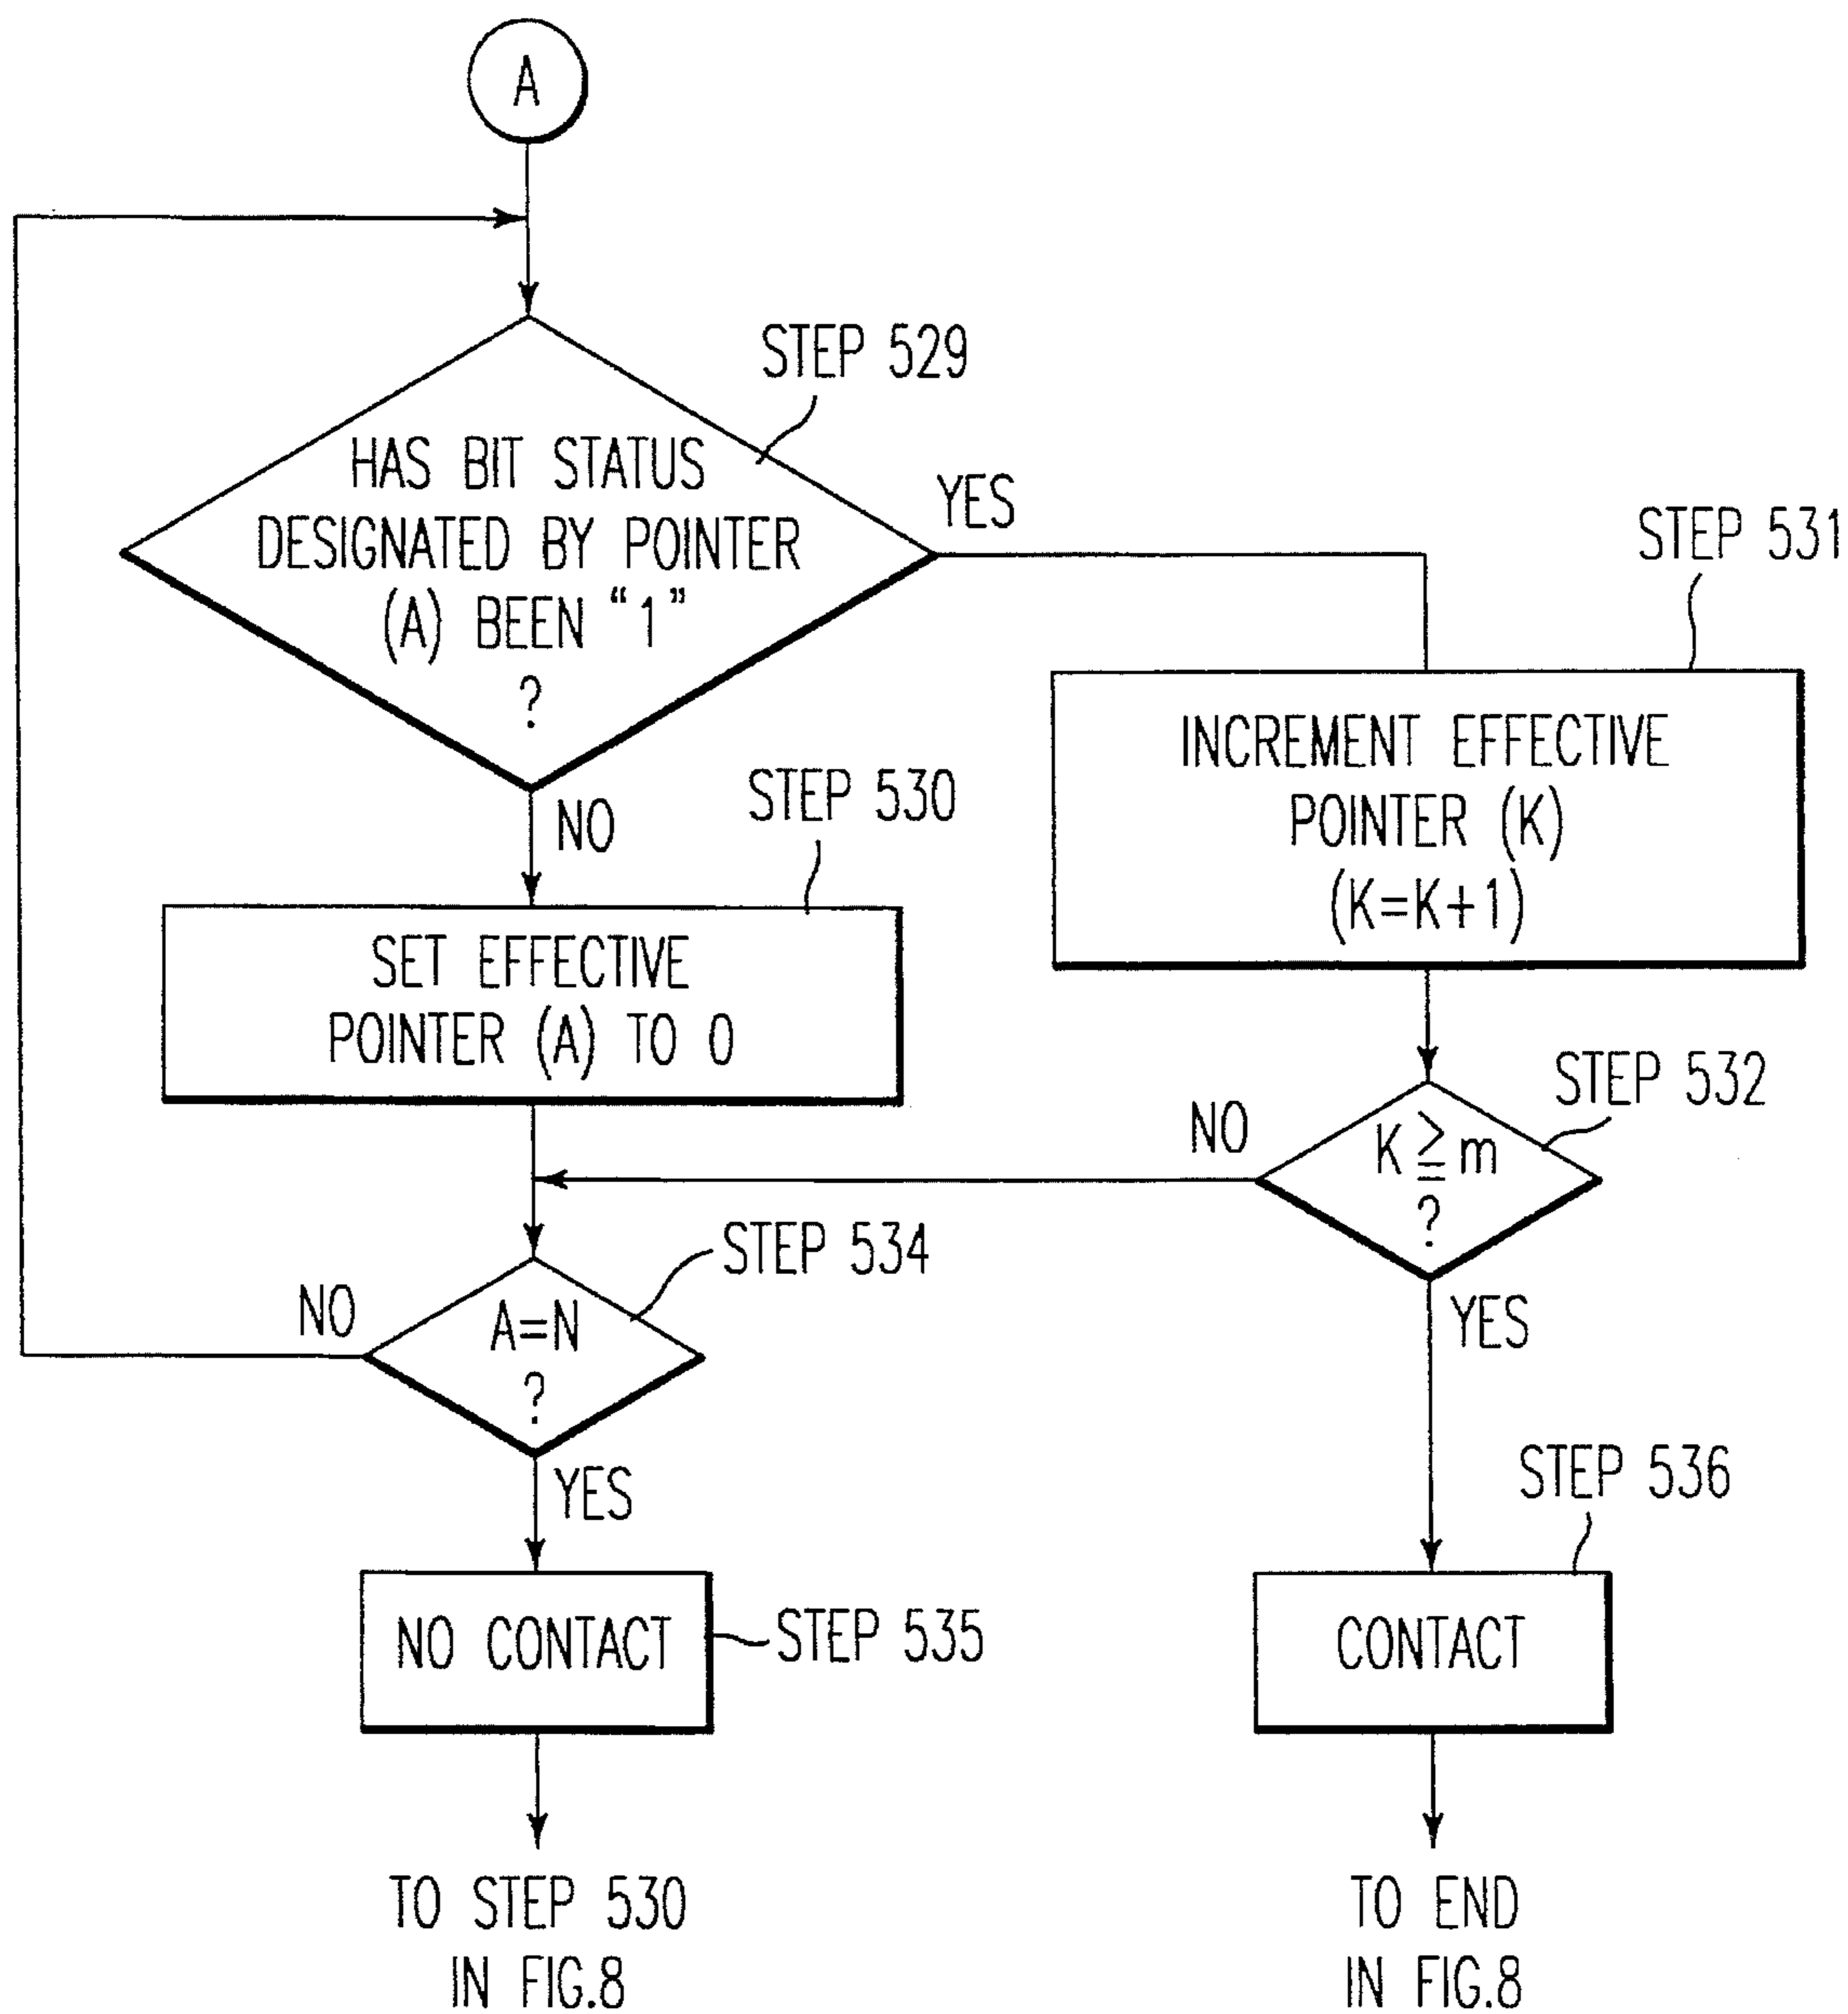 A
STEP 529
HAS BIT STATUS
DESIGNATED BY POINTER
(A) BEEN "1"
?
YES
NO
STEP 531
INCREMENT EFFECTIVE
POINTER (K)
(K=K+1)
STEP 530
SET EFFECTIVE
POINTER (A) TO 0
STEP 532
K≧m
?
NO
YES
STEP 534
A=N
?
NO
YES
STEP 535
NO CONTACT
STEP 536
CONTACT
TO STEP 530
IN FIG.8
TO END
IN FIG.8